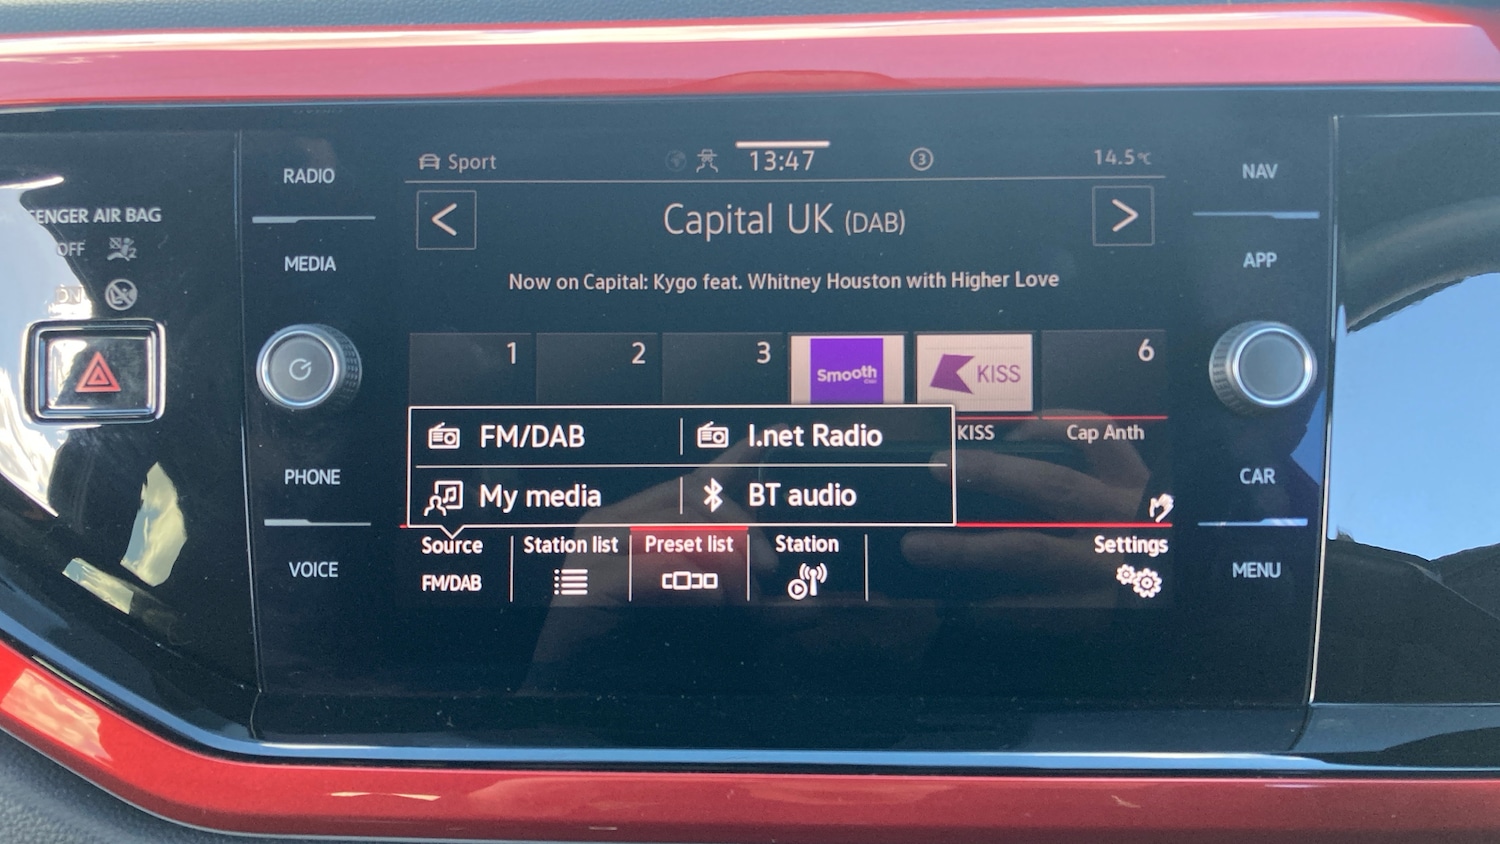 RADIO
MEDIA
PHONE
VOICE
ENGER AIR BAG
OFF
ON
Sport
13:47
3
14.5°C
<
Capital UK (DAB)
>
Now on Capital: Kygo feat. Whitney Houston with Higher Love
1
2
3
Smooth
KISS
6
KISS
Cap Anth
FM/DAB
I.net Radio
My media
BT audio
Source
FM/DAB
Station list
Preset list
Station
Settings
NAV
APP
CAR
MENU